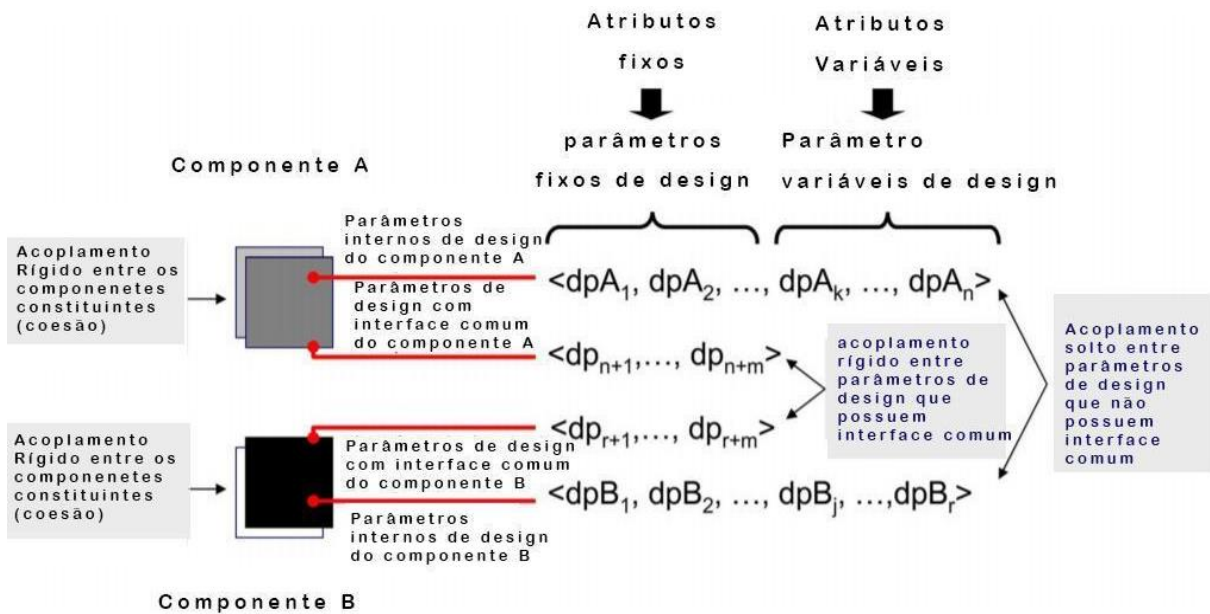 Atributos
fixos
Atributos
Variáveis
parâmetros
fixos de design
Parâmetro
variáveis de design
Componente A
Acoplamento
Rígido entre os
componenetes
constituintes
(coesão)
Parâmetros
internos de design
do componente A
Parâmetros de
design com
interface comum
do componente A
<dpA₁, dpA₂, ..., dpAₖ, ..., dpAₙ>
<dpₙ₊₁,..., dpₙ₊ₘ>
acoplamento
rígido entre
parâmetros de
design que
possuem
interface comum
Acoplamento
solto entre
parâmetros
de design
que não
possuem
interface
comum
Acoplamento
Rígido entre os
componenetes
constituintes
(coesão)
<dpᵣ₊₁,..., dpᵣ₊ₘ>
Parâmetros de design
com interface comum
do componente B
<dpB₁, dpB₂, ..., dpBⱼ, ...,dpBᵣ>
Parâmetros
internos de design
do componente B
Componente B